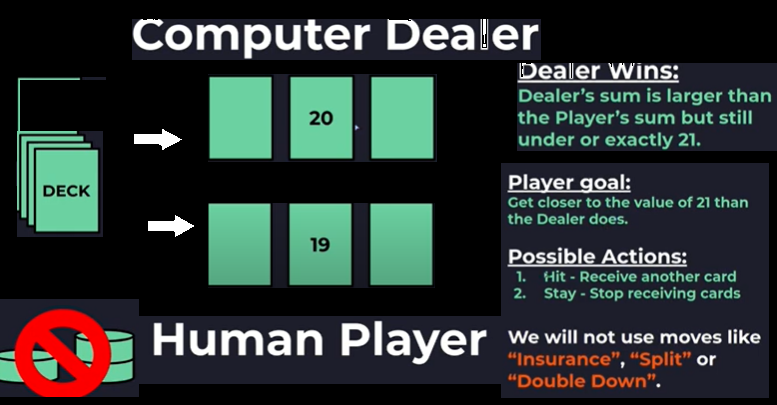 Computer Dealer
DECK
20
19
Human Player
Dealer Wins:
Dealer's sum is larger than
the Player's sum but still
under or exactly 21.
Player goal:
Get closer to the value of 21 than
the Dealer does.
Possible Actions:
1. Hit - Receive another card
2. Stay - Stop receiving cards
We will not use moves like
“Insurance”, “Split” or
“Double Down”.